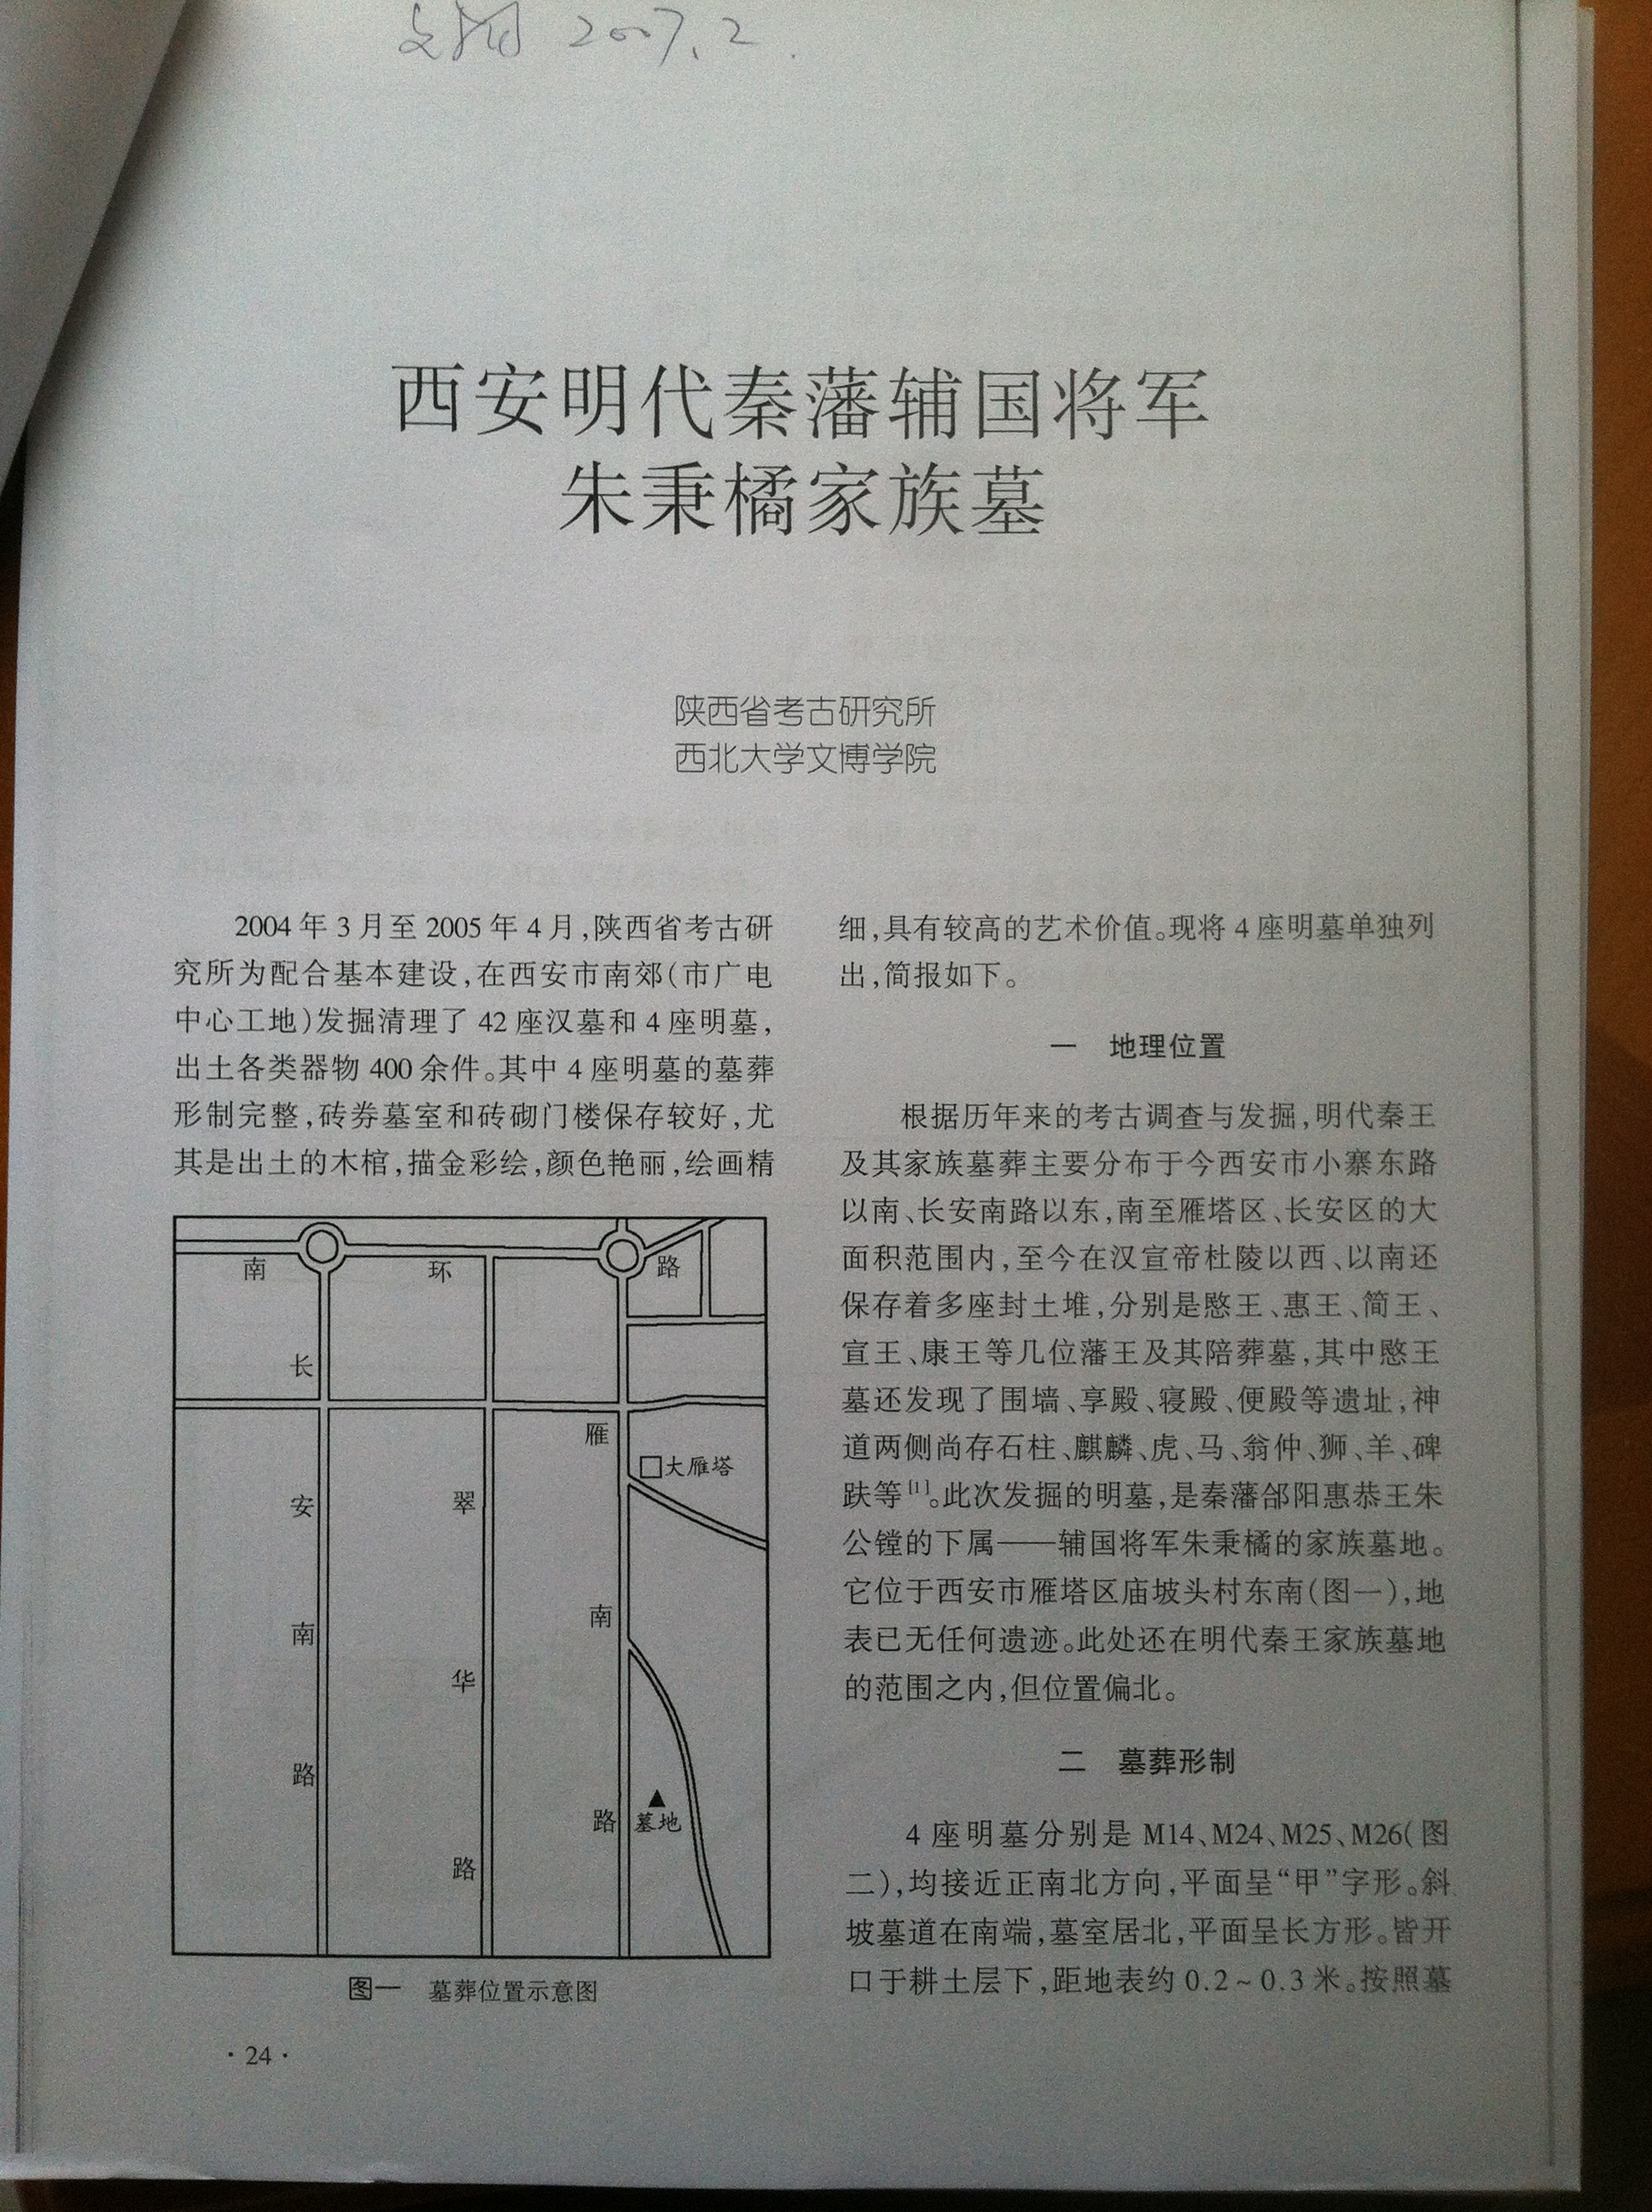 文物 2007.2.
西安明代秦藩辅国将军
朱秉橘家族墓
陕西省考古研究所
西北大学文博学院
2004年3月至2005年4月,陕西省考古研
究所为配合基本建设,在西安市南郊(市广电
中心工地)发掘清理了42座汉墓和4座明墓,
出土各类器物400余件。其中4座明墓的墓葬
形制完整,砖券墓室和砖砌门楼保存较好,尤
其是出土的木棺,描金彩绘,颜色艳丽,绘画精
南 环 路
长 安 南 路
翠 华 路
雁 南 路
大雁塔
墓地
图一 墓葬位置示意图
细,具有较高的艺术价值。现将4座明墓单独列
出,简报如下。
一 地理位置
根据历年来的考古调查与发掘,明代秦王
及其家族墓葬主要分布于今西安市小寨东路
以南、长安南路以东,南至雁塔区、长安区的大
面积范围内,至今在汉宣帝杜陵以西、以南还
保存着多座封土堆,分别是愍王、惠王、简王、
宣王、康王等几位藩王及其陪葬墓,其中愍王
墓还发现了围墙、享殿、寝殿、便殿等遗址,神
道两侧尚存石柱、麒麟、虎、马、翁仲、狮、羊、碑
趺等[1]。此次发掘的明墓,是秦藩郃阳惠恭王朱
公镗的下属——辅国将军朱秉橘的家族墓地。
它位于西安市雁塔区庙坡头村东南(图一),地
表已无任何遗迹。此处还在明代秦王家族墓地
的范围之内,但位置偏北。
二 墓葬形制
4座明墓分别是M14、M24、M25、M26(图
二),均接近正南北方向,平面呈“甲”字形。斜
坡墓道在南端,墓室居北,平面呈长方形。皆开
口于耕土层下,距地表约0.2~0.3米。按照墓
·24·